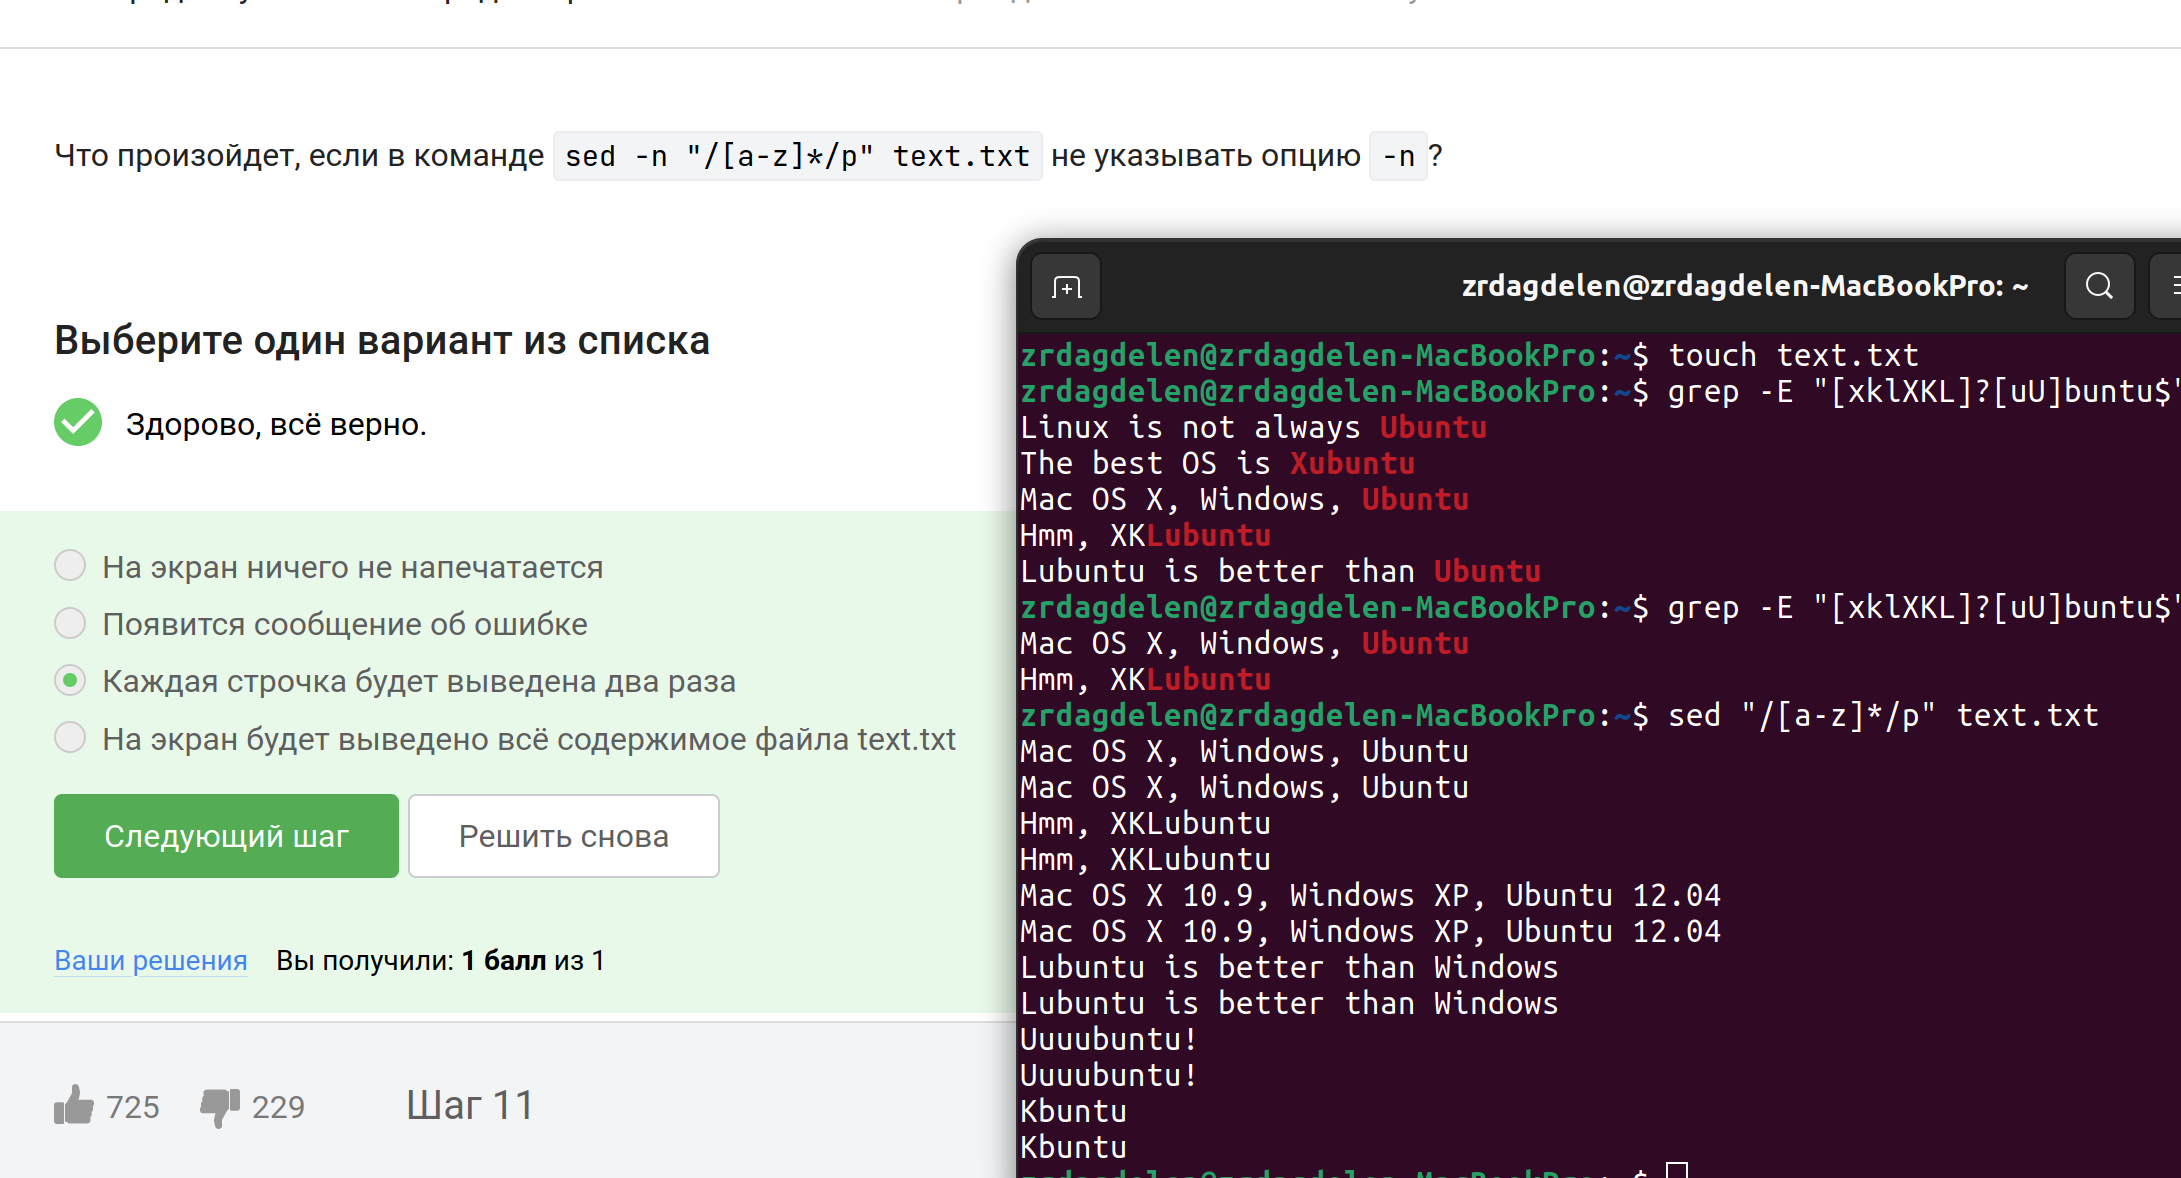 Что произойдет, если в команде sed -n "/[a-z]*/p" text.txt не указывать опцию -n?
Выберите один вариант из списка
Здорово, всё верно.
На экран ничего не напечатается
Появится сообщение об ошибке
Каждая строчка будет выведена два раза
На экран будет выведено всё содержимое файла text.txt
Следующий шаг
Решить снова
Ваши решения Вы получили: 1 балл из 1
725 229 Шаг 11
zrdagdelen@zrdagdelen-MacBookPro: ~
zrdagdelen@zrdagdelen-MacBookPro:~$ touch text.txt
zrdagdelen@zrdagdelen-MacBookPro:~$ grep -E "[xklXKL]?[uU]buntu$"
Linux is not always Ubuntu
The best OS is Xubuntu
Mac OS X, Windows, Ubuntu
Hmm, XKLubuntu
Lubuntu is better than Ubuntu
zrdagdelen@zrdagdelen-MacBookPro:~$ grep -E "[xklXKL]?[uU]buntu$"
Mac OS X, Windows, Ubuntu
Hmm, XKLubuntu
zrdagdelen@zrdagdelen-MacBookPro:~$ sed "/[a-z]*/p" text.txt
Mac OS X, Windows, Ubuntu
Mac OS X, Windows, Ubuntu
Hmm, XKLubuntu
Hmm, XKLubuntu
Mac OS X 10.9, Windows XP, Ubuntu 12.04
Mac OS X 10.9, Windows XP, Ubuntu 12.04
Lubuntu is better than Windows
Lubuntu is better than Windows
Uuuubuntu!
Uuuubuntu!
Kbuntu
Kbuntu